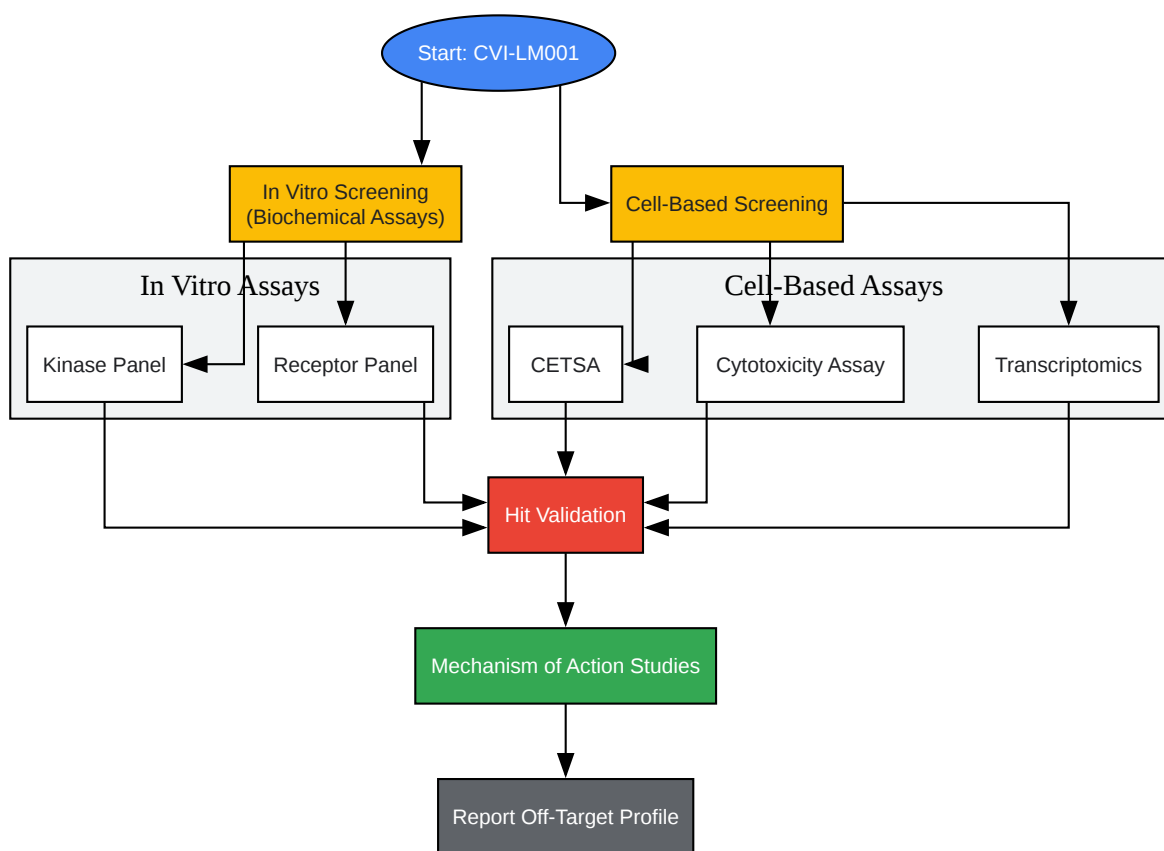 Start: CVI-LM001
In Vitro Screening
(Biochemical Assays)
Cell-Based Screening
In Vitro Assays
Cell-Based Assays
Kinase Panel
Receptor Panel
CETSA
Cytotoxicity Assay
Transcriptomics
Hit Validation
Mechanism of Action Studies
Report Off-Target Profile